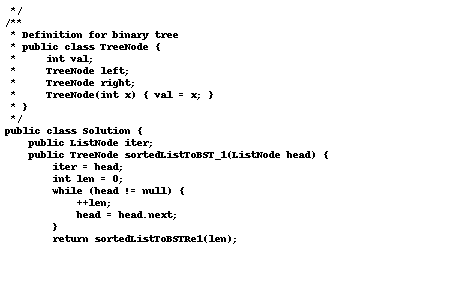 */
/**
 * Definition for binary tree
 * public class TreeNode {
 *     int val;
 *     TreeNode left;
 *     TreeNode right;
 *     TreeNode(int x) { val = x; }
 * }
 */
public class Solution {
    public ListNode iter;
    public TreeNode sortedListToBST_1(ListNode head) {
        iter = head;
        int len = 0;
        while (head != null) {
            ++len;
            head = head.next;
        }
        return sortedListToBSTRe1(len);